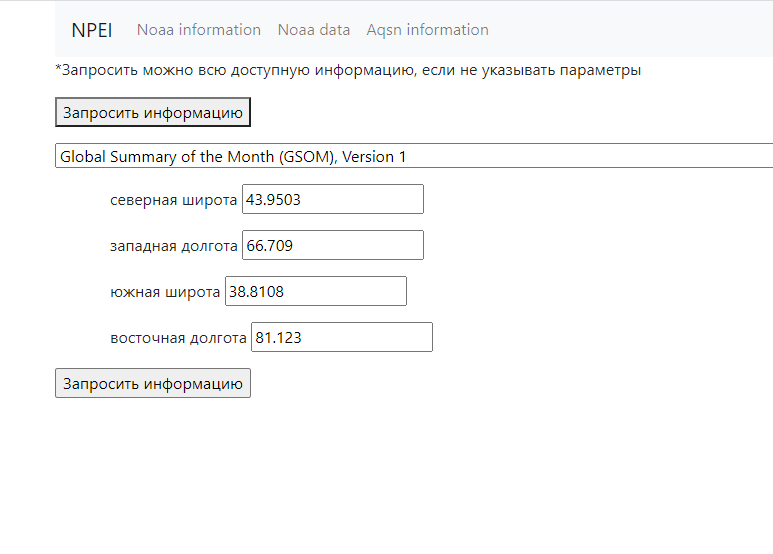 NPEI Noaa information Noaa data Aqsn information
*Запросить можно всю доступную информацию, если не указывать параметры
Запросить информацию
Global Summary of the Month (GSOM), Version 1
северная широта 43.9503
западная долгота 66.709
южная широта 38.8108
восточная долгота 81.123
Запросить информацию